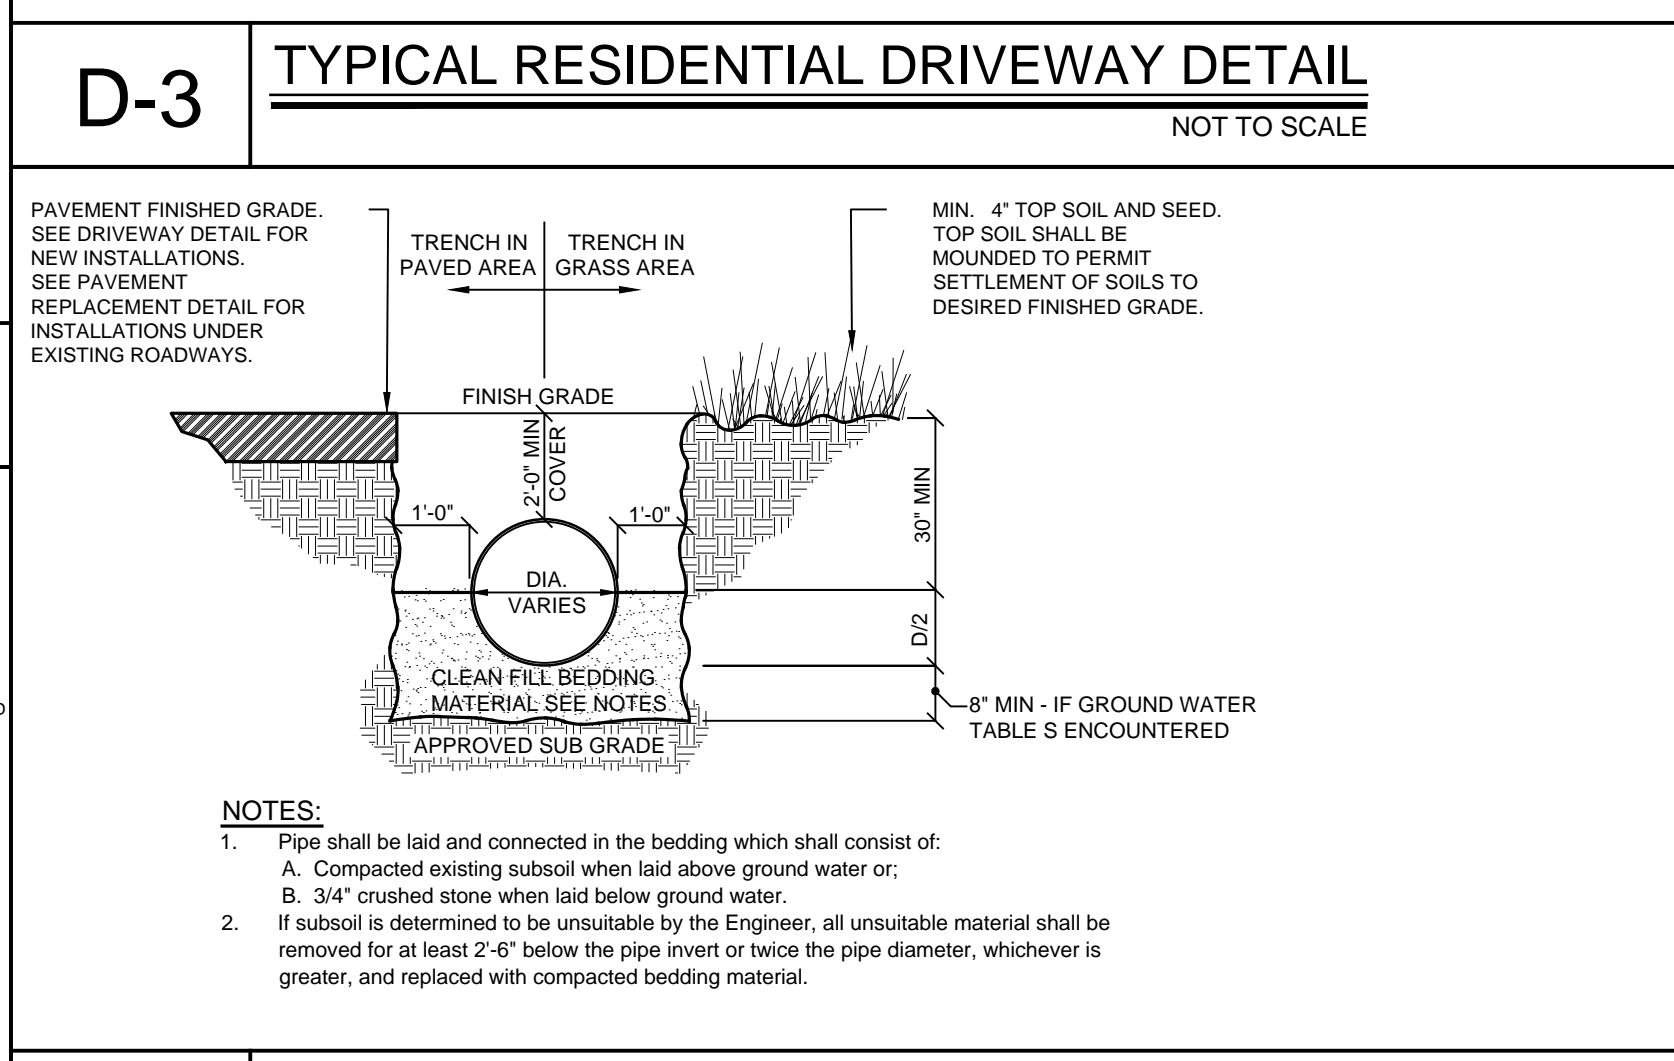 D-3
TYPICAL RESIDENTIAL DRIVEWAY DETAIL
NOT TO SCALE
PAVEMENT FINISHED GRADE.
SEE DRIVEWAY DETAIL FOR
NEW INSTALLATIONS.
SEE PAVEMENT
REPLACEMENT DETAIL FOR
INSTALLATIONS UNDER
EXISTING ROADWAYS.
TRENCH IN
PAVED AREA
TRENCH IN
GRASS AREA
MIN. 4" TOP SOIL AND SEED.
TOP SOIL SHALL BE
MOUNDED TO PERMIT
SETTLEMENT OF SOILS TO
DESIRED FINISHED GRADE.
FINISH GRADE
2'-0" MIN
COVER
1'-0"
1'-0"
30" MIN
DIA.
VARIES
D/2
CLEAN FILL BEDDING
MATERIAL SEE NOTES
8" MIN - IF GROUND WATER
TABLE S ENCOUNTERED
APPROVED SUB GRADE
NOTES:
1. Pipe shall be laid and connected in the bedding which shall consist of:
A. Compacted existing subsoil when laid above ground water or;
B. 3/4" crushed stone when laid below ground water.
2. If subsoil is determined to be unsuitable by the Engineer, all unsuitable material shall be
removed for at least 2'-6" below the pipe invert or twice the pipe diameter, whichever is
greater, and replaced with compacted bedding material.